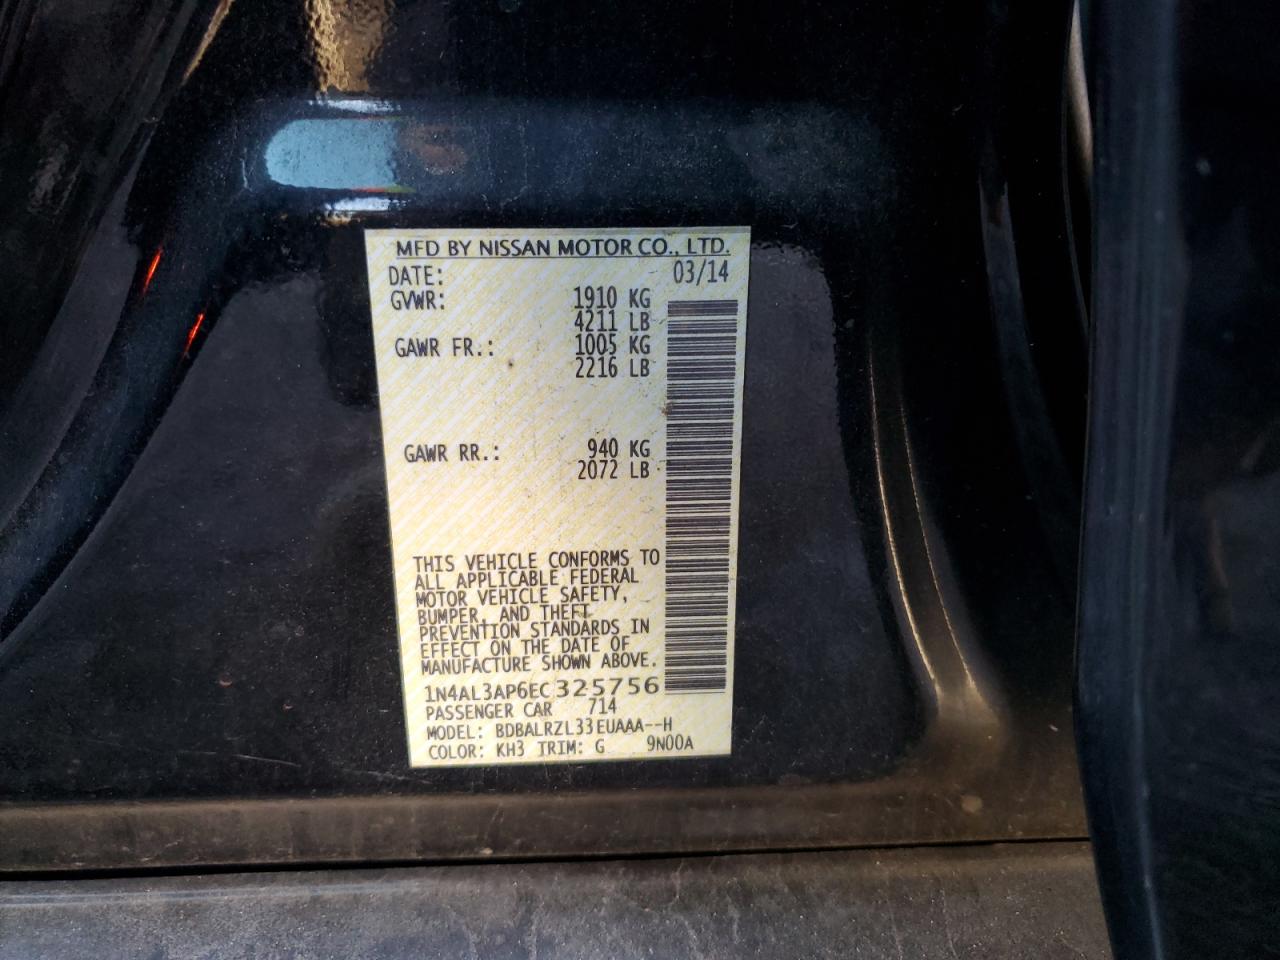 MFD BY NISSAN MOTOR CO., LTD.
DATE: 03/14
GVWR: 1910 KG
4211 LB
GAWR FR.: 1005 KG
2216 LB
GAWR RR.: 940 KG
2072 LB
THIS VEHICLE CONFORMS TO
ALL APPLICABLE FEDERAL
MOTOR VEHICLE SAFETY,
BUMPER, AND THEFT
PREVENTION STANDARDS IN
EFFECT ON THE DATE OF
MANUFACTURE SHOWN ABOVE.
1N4AL3AP6EC325756
PASSENGER CAR 714
MODEL: BDBALRZL33EUAAA--H
COLOR: KH3 TRIM: G 9N00A